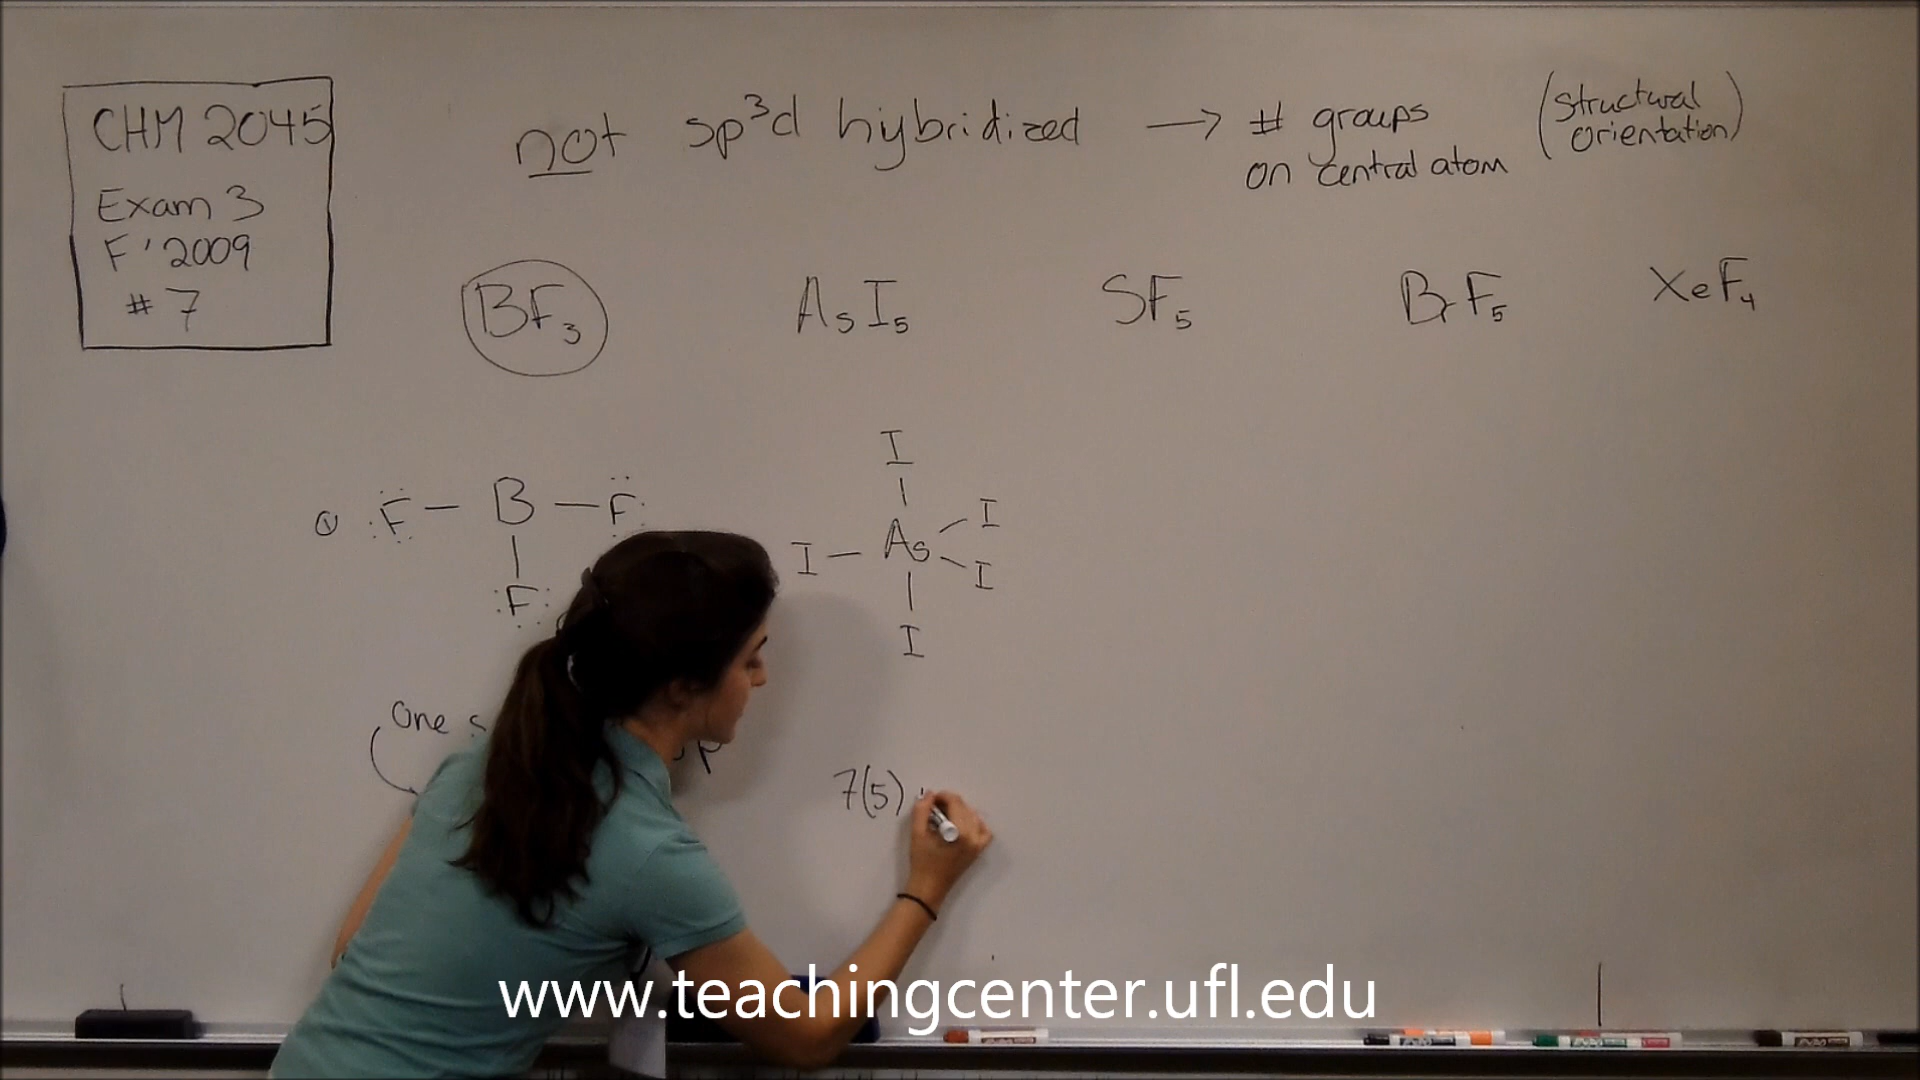 CHM 2045
Exam 3
F '2009
# 7
not sp³d hybridized → # groups
on central atom
(structural
orientation)
BF₃ AsI₅ SF₅ BrF₅ XeF₄
I
F – B – F
I – As I
I
F
I
One
7(5)
www.teachingcenter.ufl.edu